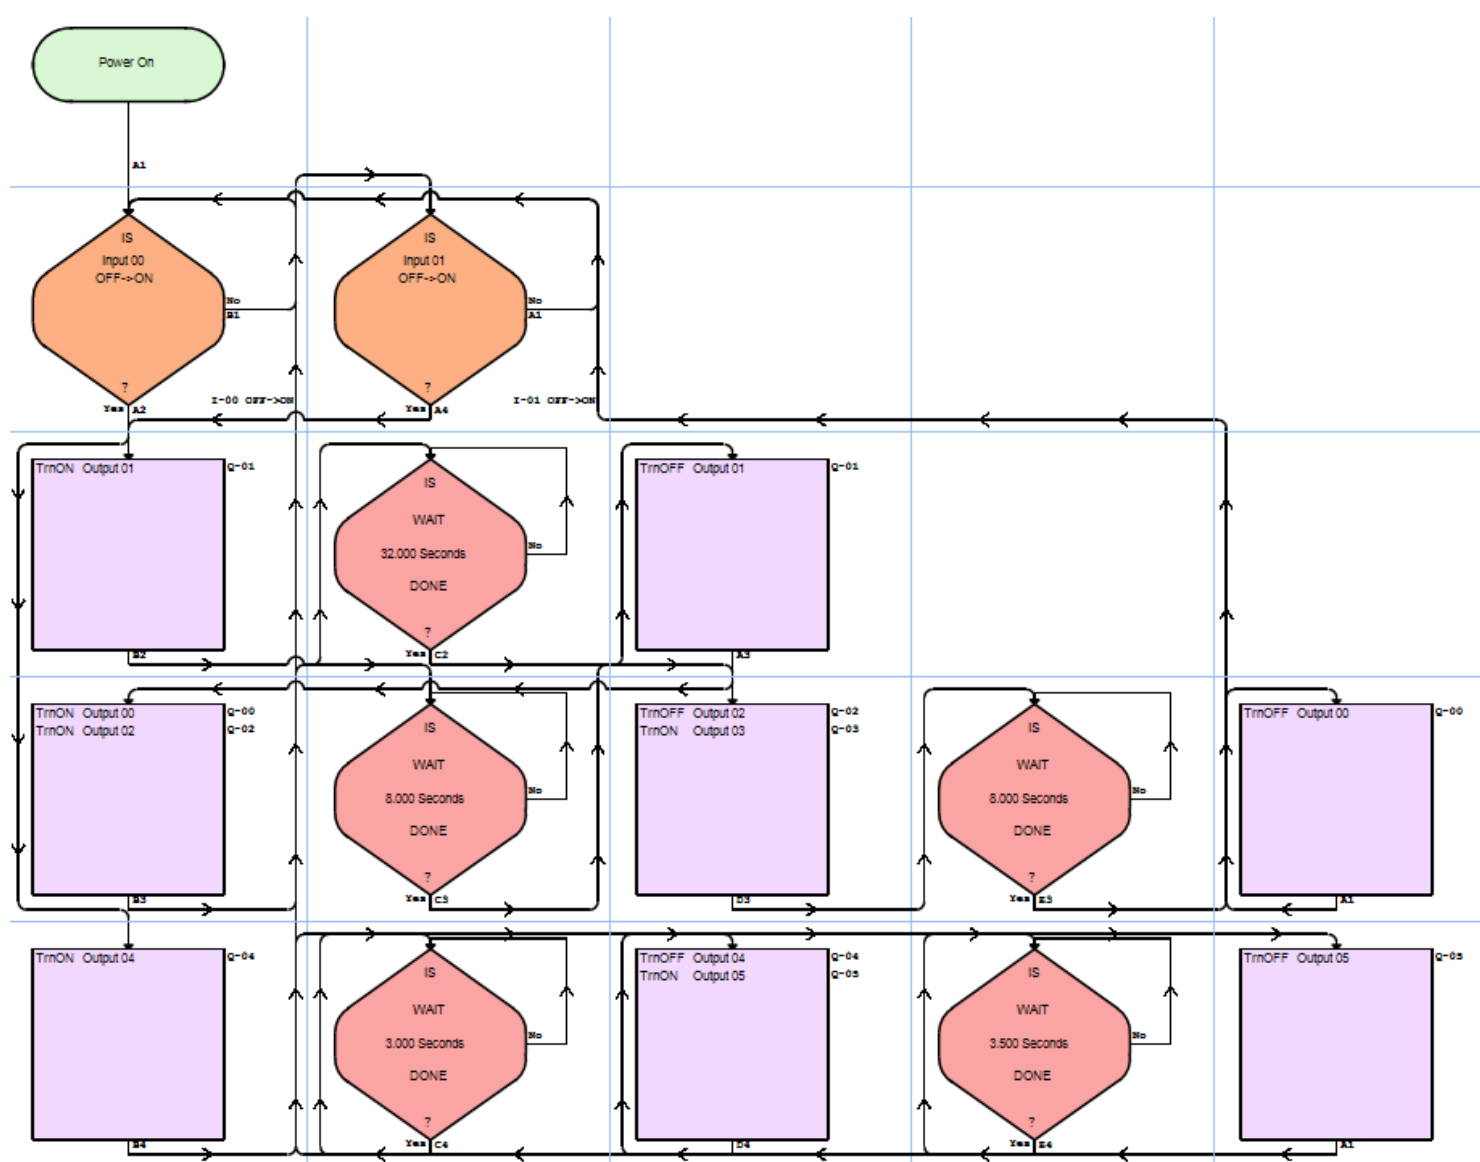 Power On
A1
IS
Input 00
OFF->ON
?
No
B1
Yes
A2
I-00 OFF->ON
IS
Input 01
OFF->ON
?
No
A1
Yes
A4
I-01 OFF->ON
TrnON Output 01
Q-01
B2
IS
WAIT
32.000 Seconds
DONE
?
No
Yes
C2
TrnOFF Output 01
Q-01
A3
TrnON Output 00
TrnON Output 02
Q-00
Q-02
B3
IS
WAIT
8.000 Seconds
DONE
?
No
Yes
C3
TrnOFF Output 02
TrnON Output 03
Q-02
Q-03
D3
IS
WAIT
8.000 Seconds
DONE
?
No
Yes
E3
TrnOFF Output 00
Q-00
A1
TrnON Output 04
Q-04
B4
IS
WAIT
3.000 Seconds
DONE
?
No
Yes
C4
TrnOFF Output 04
TrnON Output 05
Q-04
Q-05
D4
IS
WAIT
3.500 Seconds
DONE
?
No
Yes
E4
TrnOFF Output 05
Q-05
A1